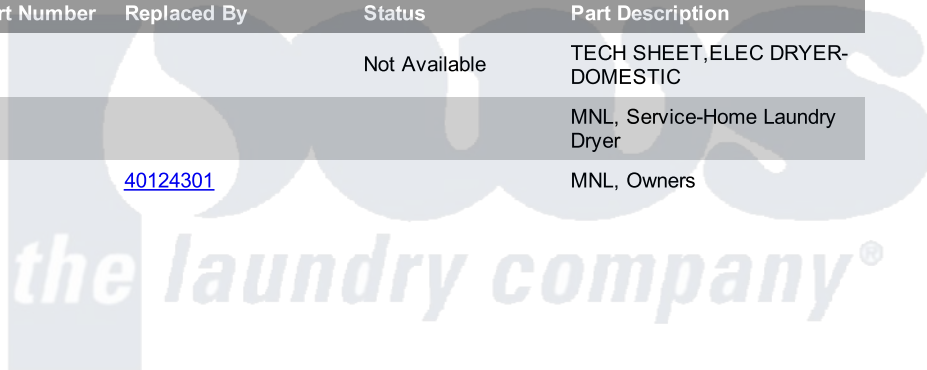 rt Number Replaced By Status Part Description
Not Available TECH SHEET,ELEC DRYER-
DOMESTIC
MNL, Service-Home Laundry
Dryer
40124301 MNL, Owners
the laundry company®